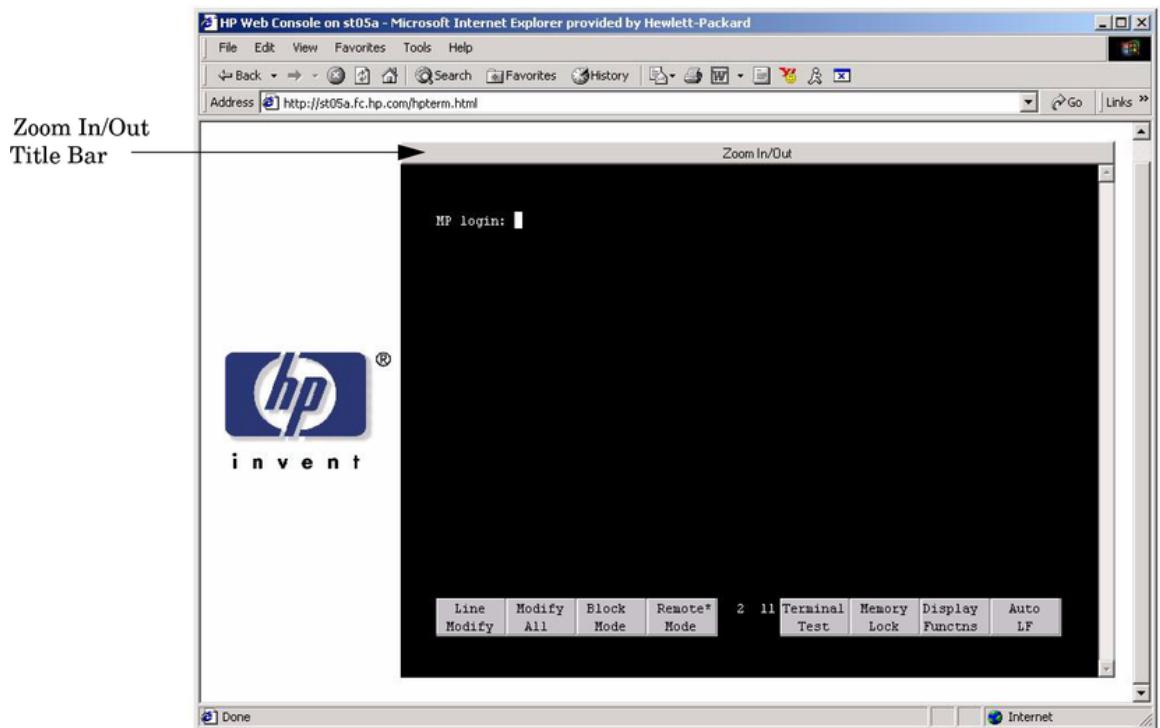 HP Web Console on st05a - Microsoft Internet Explorer provided by Hewlett-Packard
File Edit View Favorites Tools Help
Back Search Favorites History
Address http://st05a.fc.hp.com/hpterm.html Go Links »
Zoom In/Out
Title Bar
Zoom In/Out
MP login:
hp ®
invent
Line Modify Block Remote* 2 11 Terminal Memory Display Auto
Modify All Mode Mode Test Lock Functns LF
Done Internet